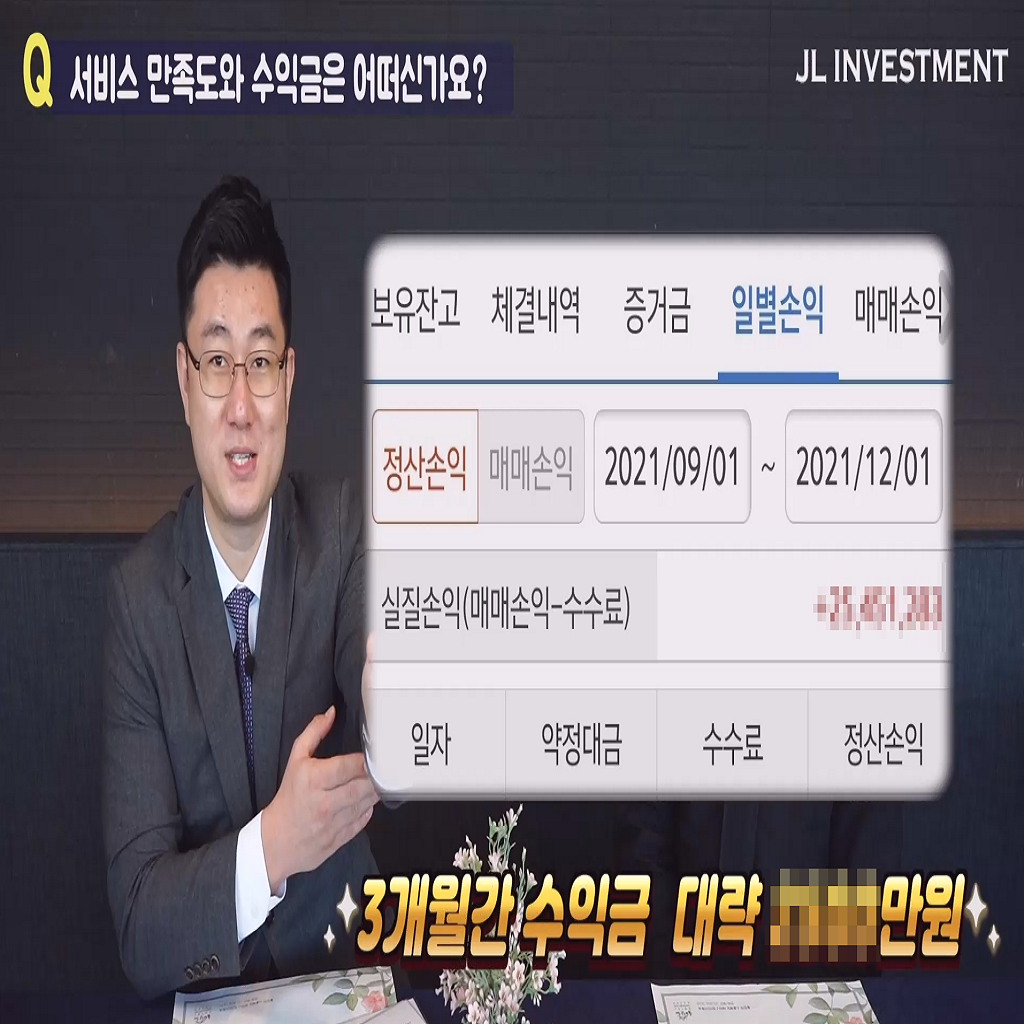 Q 서비스 만족도와 수익금은 어떠신가요?
JL INVESTMENT
보유잔고 체결내역 증거금 일별손익 매매손익
정산손익 매매손익 2021/09/01 ~ 2021/12/01
실질손익(매매손익-수수료)
일자 약정대금 수수료 정산손익
3개월간 수익금 대략 만원